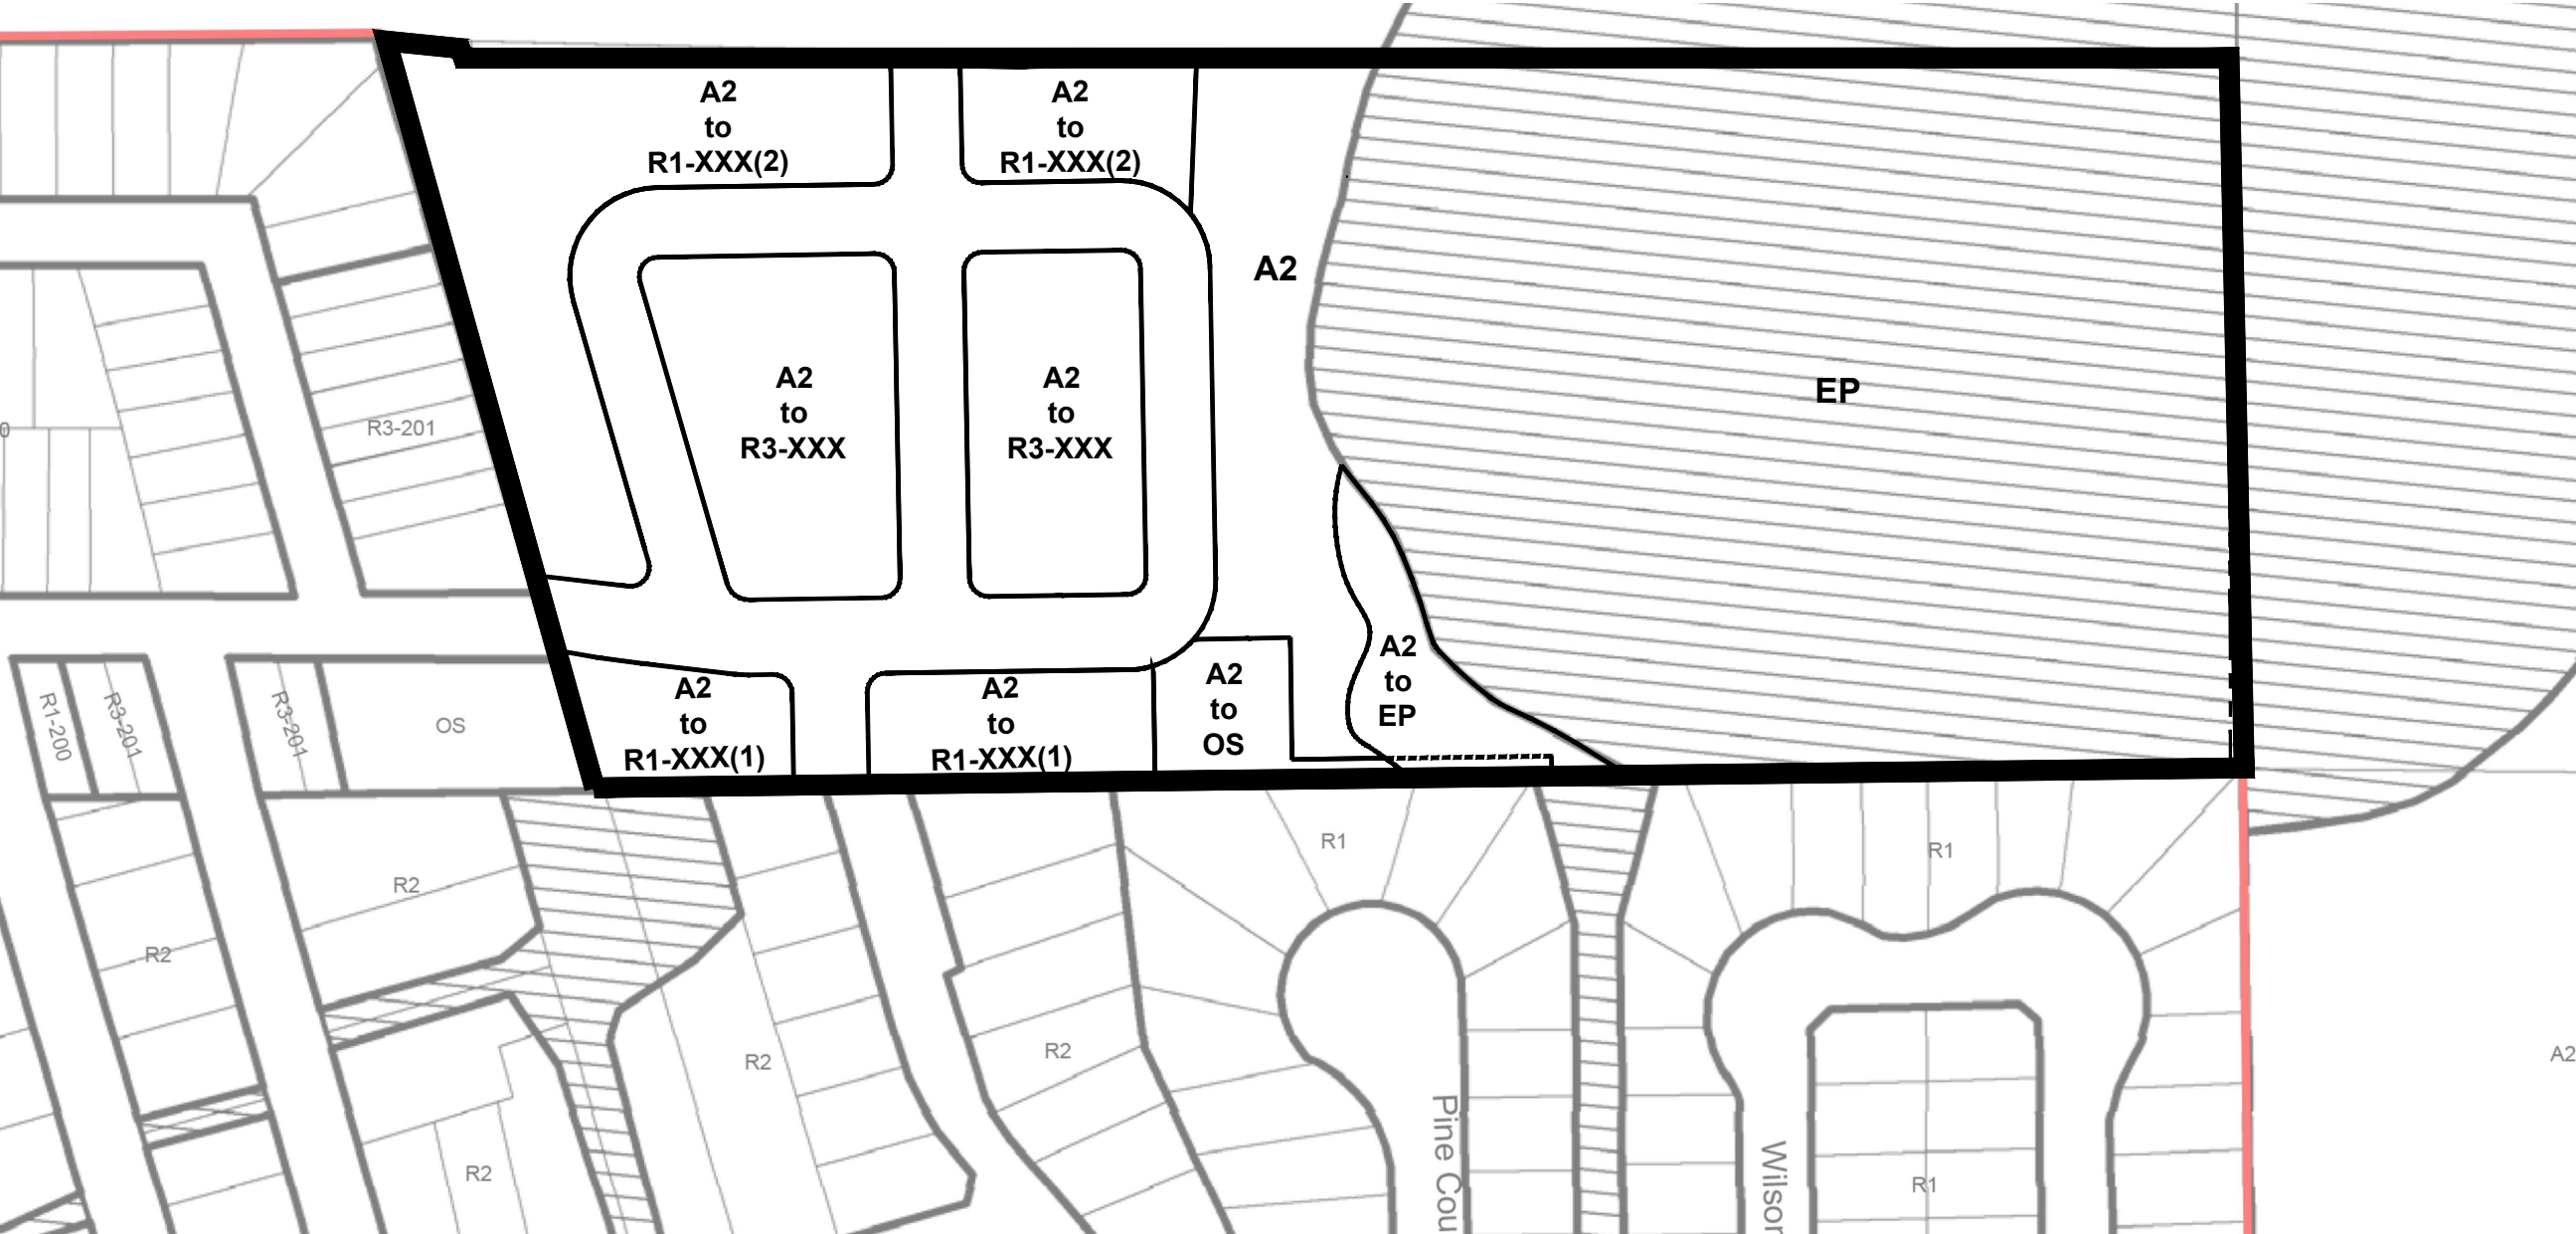 A2
to
R1-XXX(2)
A2
to
R1-XXX(2)
A2
EP
A2
to
R3-XXX
A2
to
R3-XXX
R3-201
0
A2
to
EP
A2
to
R1-XXX(1)
A2
to
R1-XXX(1)
A2
to
OS
R1-200
R3-201
R3-201
OS
R1
R1
R2
R2
R2
R2
R2
R1
A2
Pine Cou
Wilsor